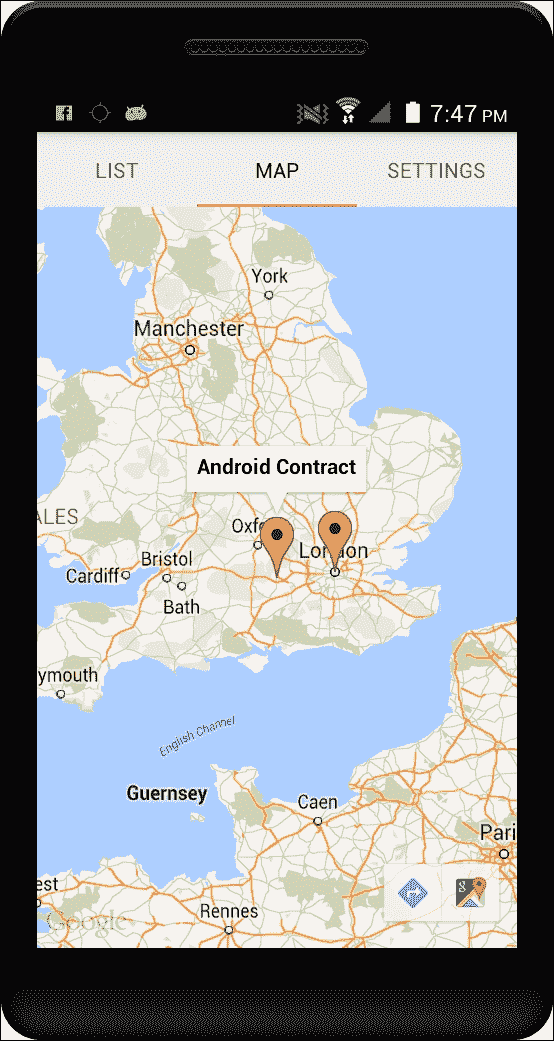 7:47 PM
LIST MAP SETTINGS
York
Manchester
Android Contract
ALES
Oxf
London
Bristol
Cardiff
Bath
ymouth
English Channel
Guernsey
Caen
Pari
est
g
Google
Rennes